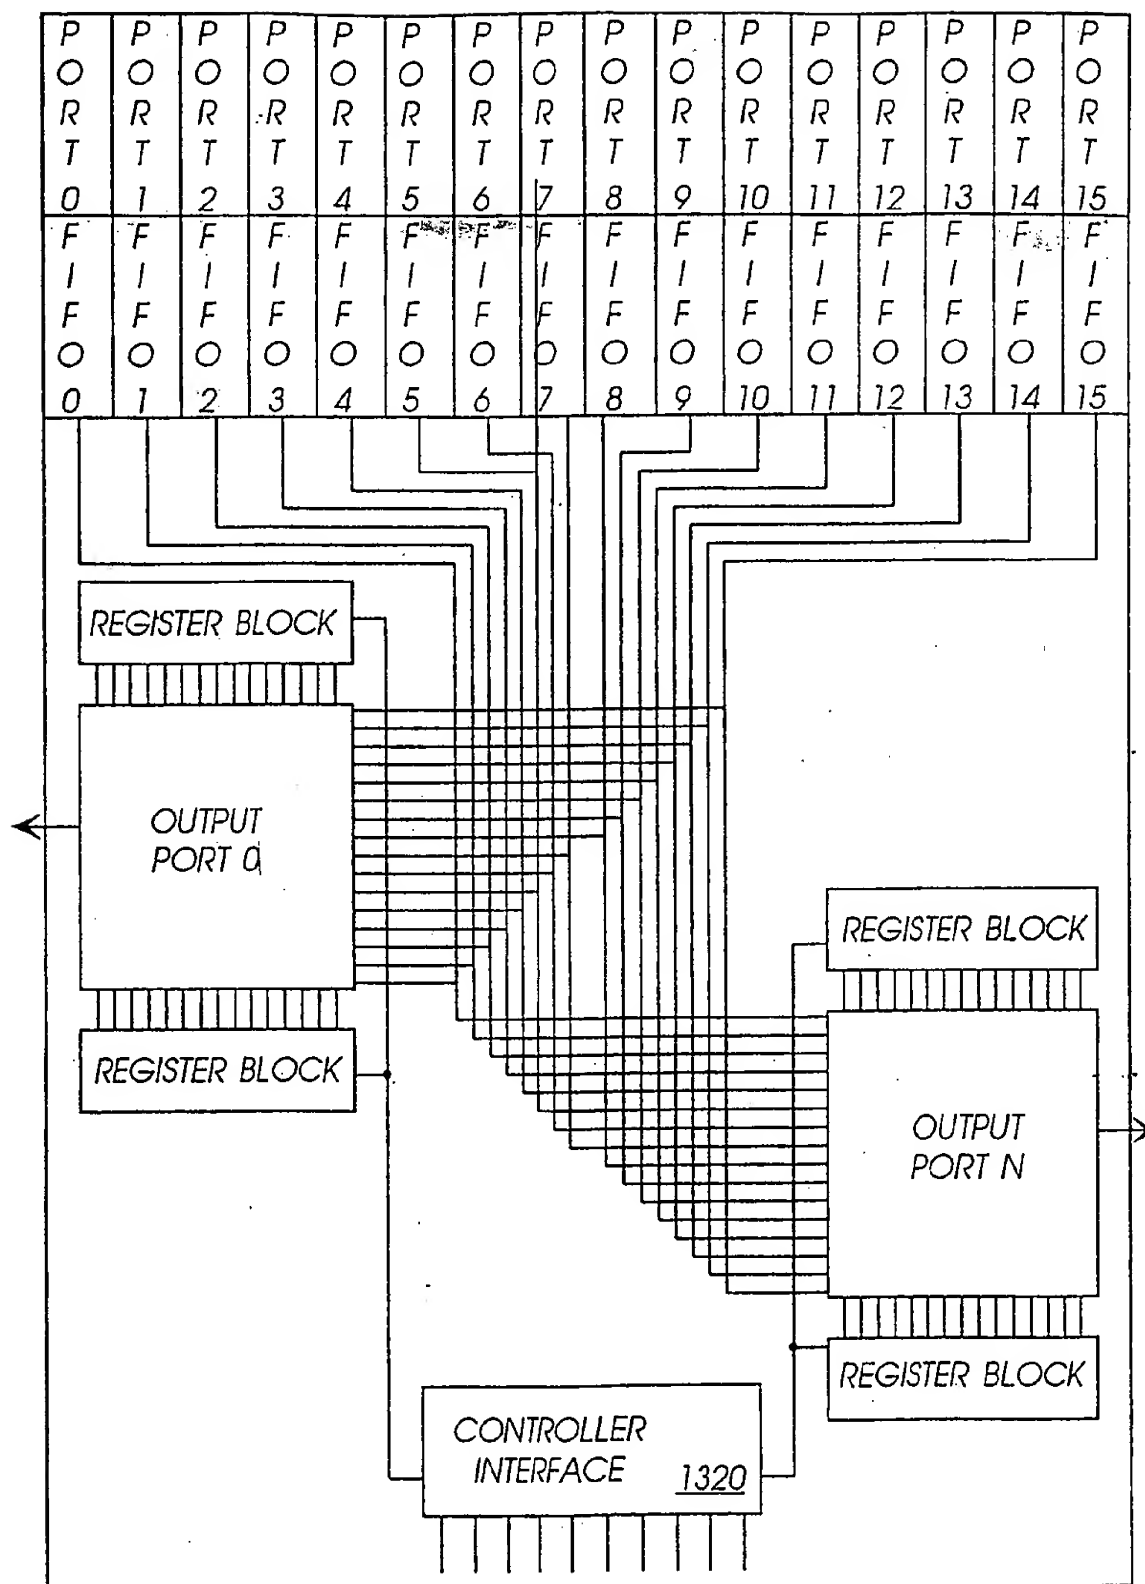 PORT 0
PORT 1
PORT 2
PORT 3
PORT 4
PORT 5
PORT 6
PORT 7
PORT 8
PORT 9
PORT 10
PORT 11
PORT 12
PORT 13
PORT 14
PORT 15
FIFO 0
FIFO 1
FIFO 2
FIFO 3
FIFO 4
FIFO 5
FIFO 6
FIFO 7
FIFO 8
FIFO 9
FIFO 10
FIFO 11
FIFO 12
FIFO 13
FIFO 14
FIFO 15
REGISTER BLOCK
OUTPUT
PORT 0
REGISTER BLOCK
REGISTER BLOCK
OUTPUT
PORT N
REGISTER BLOCK
CONTROLLER
INTERFACE
1320